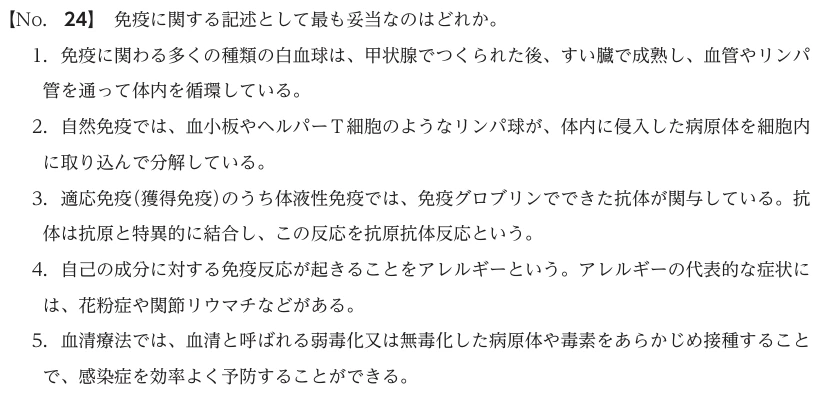 【No. 24】 免疫に関する記述として最も妥当なのはどれか。
1. 免疫に関わる多くの種類の白血球は、甲状腺でつくられた後、すい臓で成熟し、血管やリンパ
管を通って体内を循環している。
2. 自然免疫では、血小板やヘルパーT細胞のようなリンパ球が、体内に侵入した病原体を細胞内
に取り込んで分解している。
3. 適応免疫(獲得免疫)のうち体液性免疫では、免疫グロブリンでできた抗体が関与している。抗
体は抗原と特異的に結合し、この反応を抗原抗体反応という。
4. 自己の成分に対する免疫反応が起きることをアレルギーという。アレルギーの代表的な症状に
は、花粉症や関節リウマチなどがある。
5. 血清療法では、血清と呼ばれる弱毒化又は無毒化した病原体や毒素をあらかじめ接種すること
で、感染症を効率よく予防することができる。